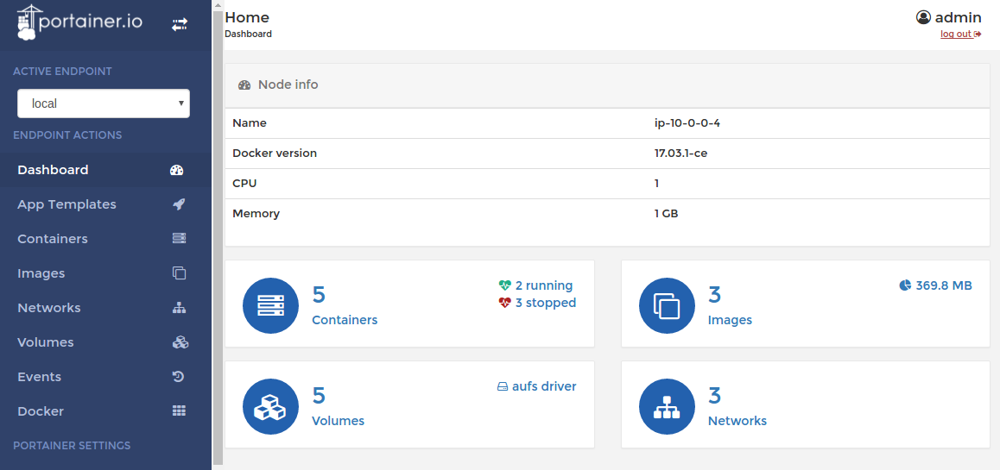 portainer.io
ACTIVE ENDPOINT
local
ENDPOINT ACTIONS
Dashboard
App Templates
Containers
Images
Networks
Volumes
Events
Docker
PORTAINER SETTINGS
Home
Dashboard
admin
log out
Node info
Name ip-10-0-0-4
Docker version 17.03.1-ce
CPU 1
Memory 1 GB
5
Containers
2 running
3 stopped
3
Images
369.8 MB
5
Volumes
aufs driver
3
Networks